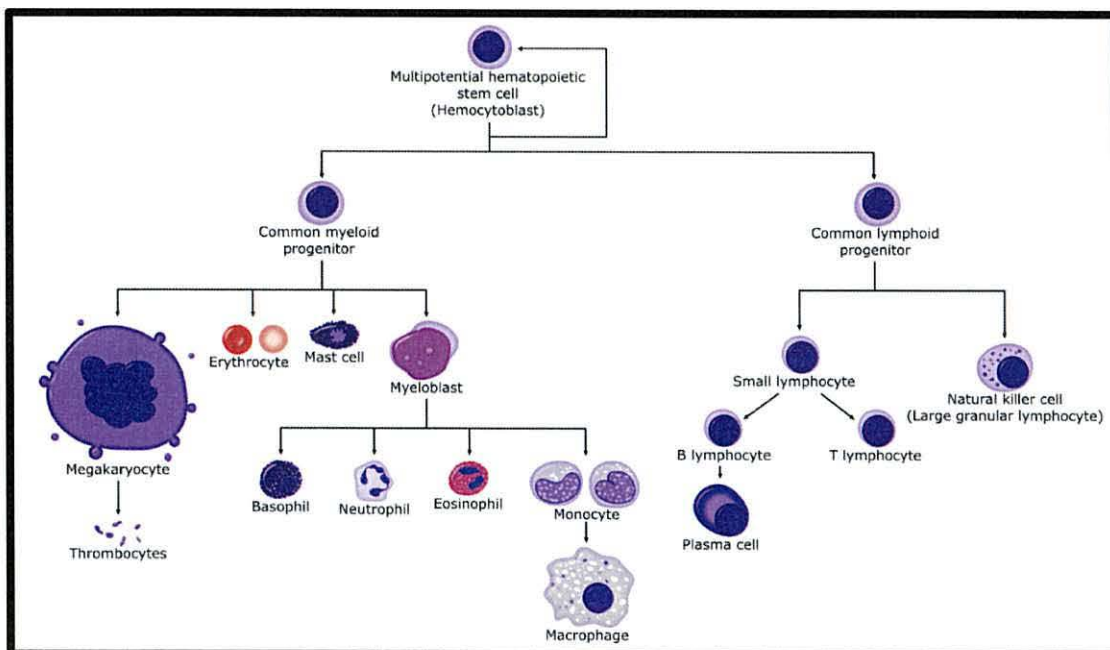 Multipotential hematopoietic
stem cell
(Hemocytoblast)
Common myeloid
progenitor
Common lymphoid
progenitor
Erythrocyte
Mast cell
Myeloblast
Small lymphocyte
Natural killer cell
(Large granular lymphocyte)
Megakaryocyte
B lymphocyte
T lymphocyte
Basophil
Neutrophil
Eosinophil
Monocyte
Thrombocytes
Plasma cell
Macrophage